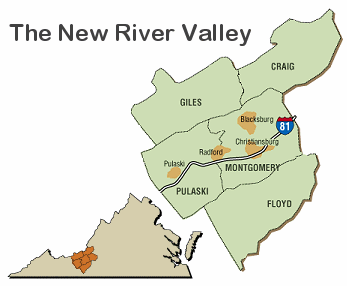 The New River Valley
CRAIG
GILES
Blacksburg
81
Christiansburg
Radford
Pulaski
MONTGOMERY
PULASKI
FLOYD